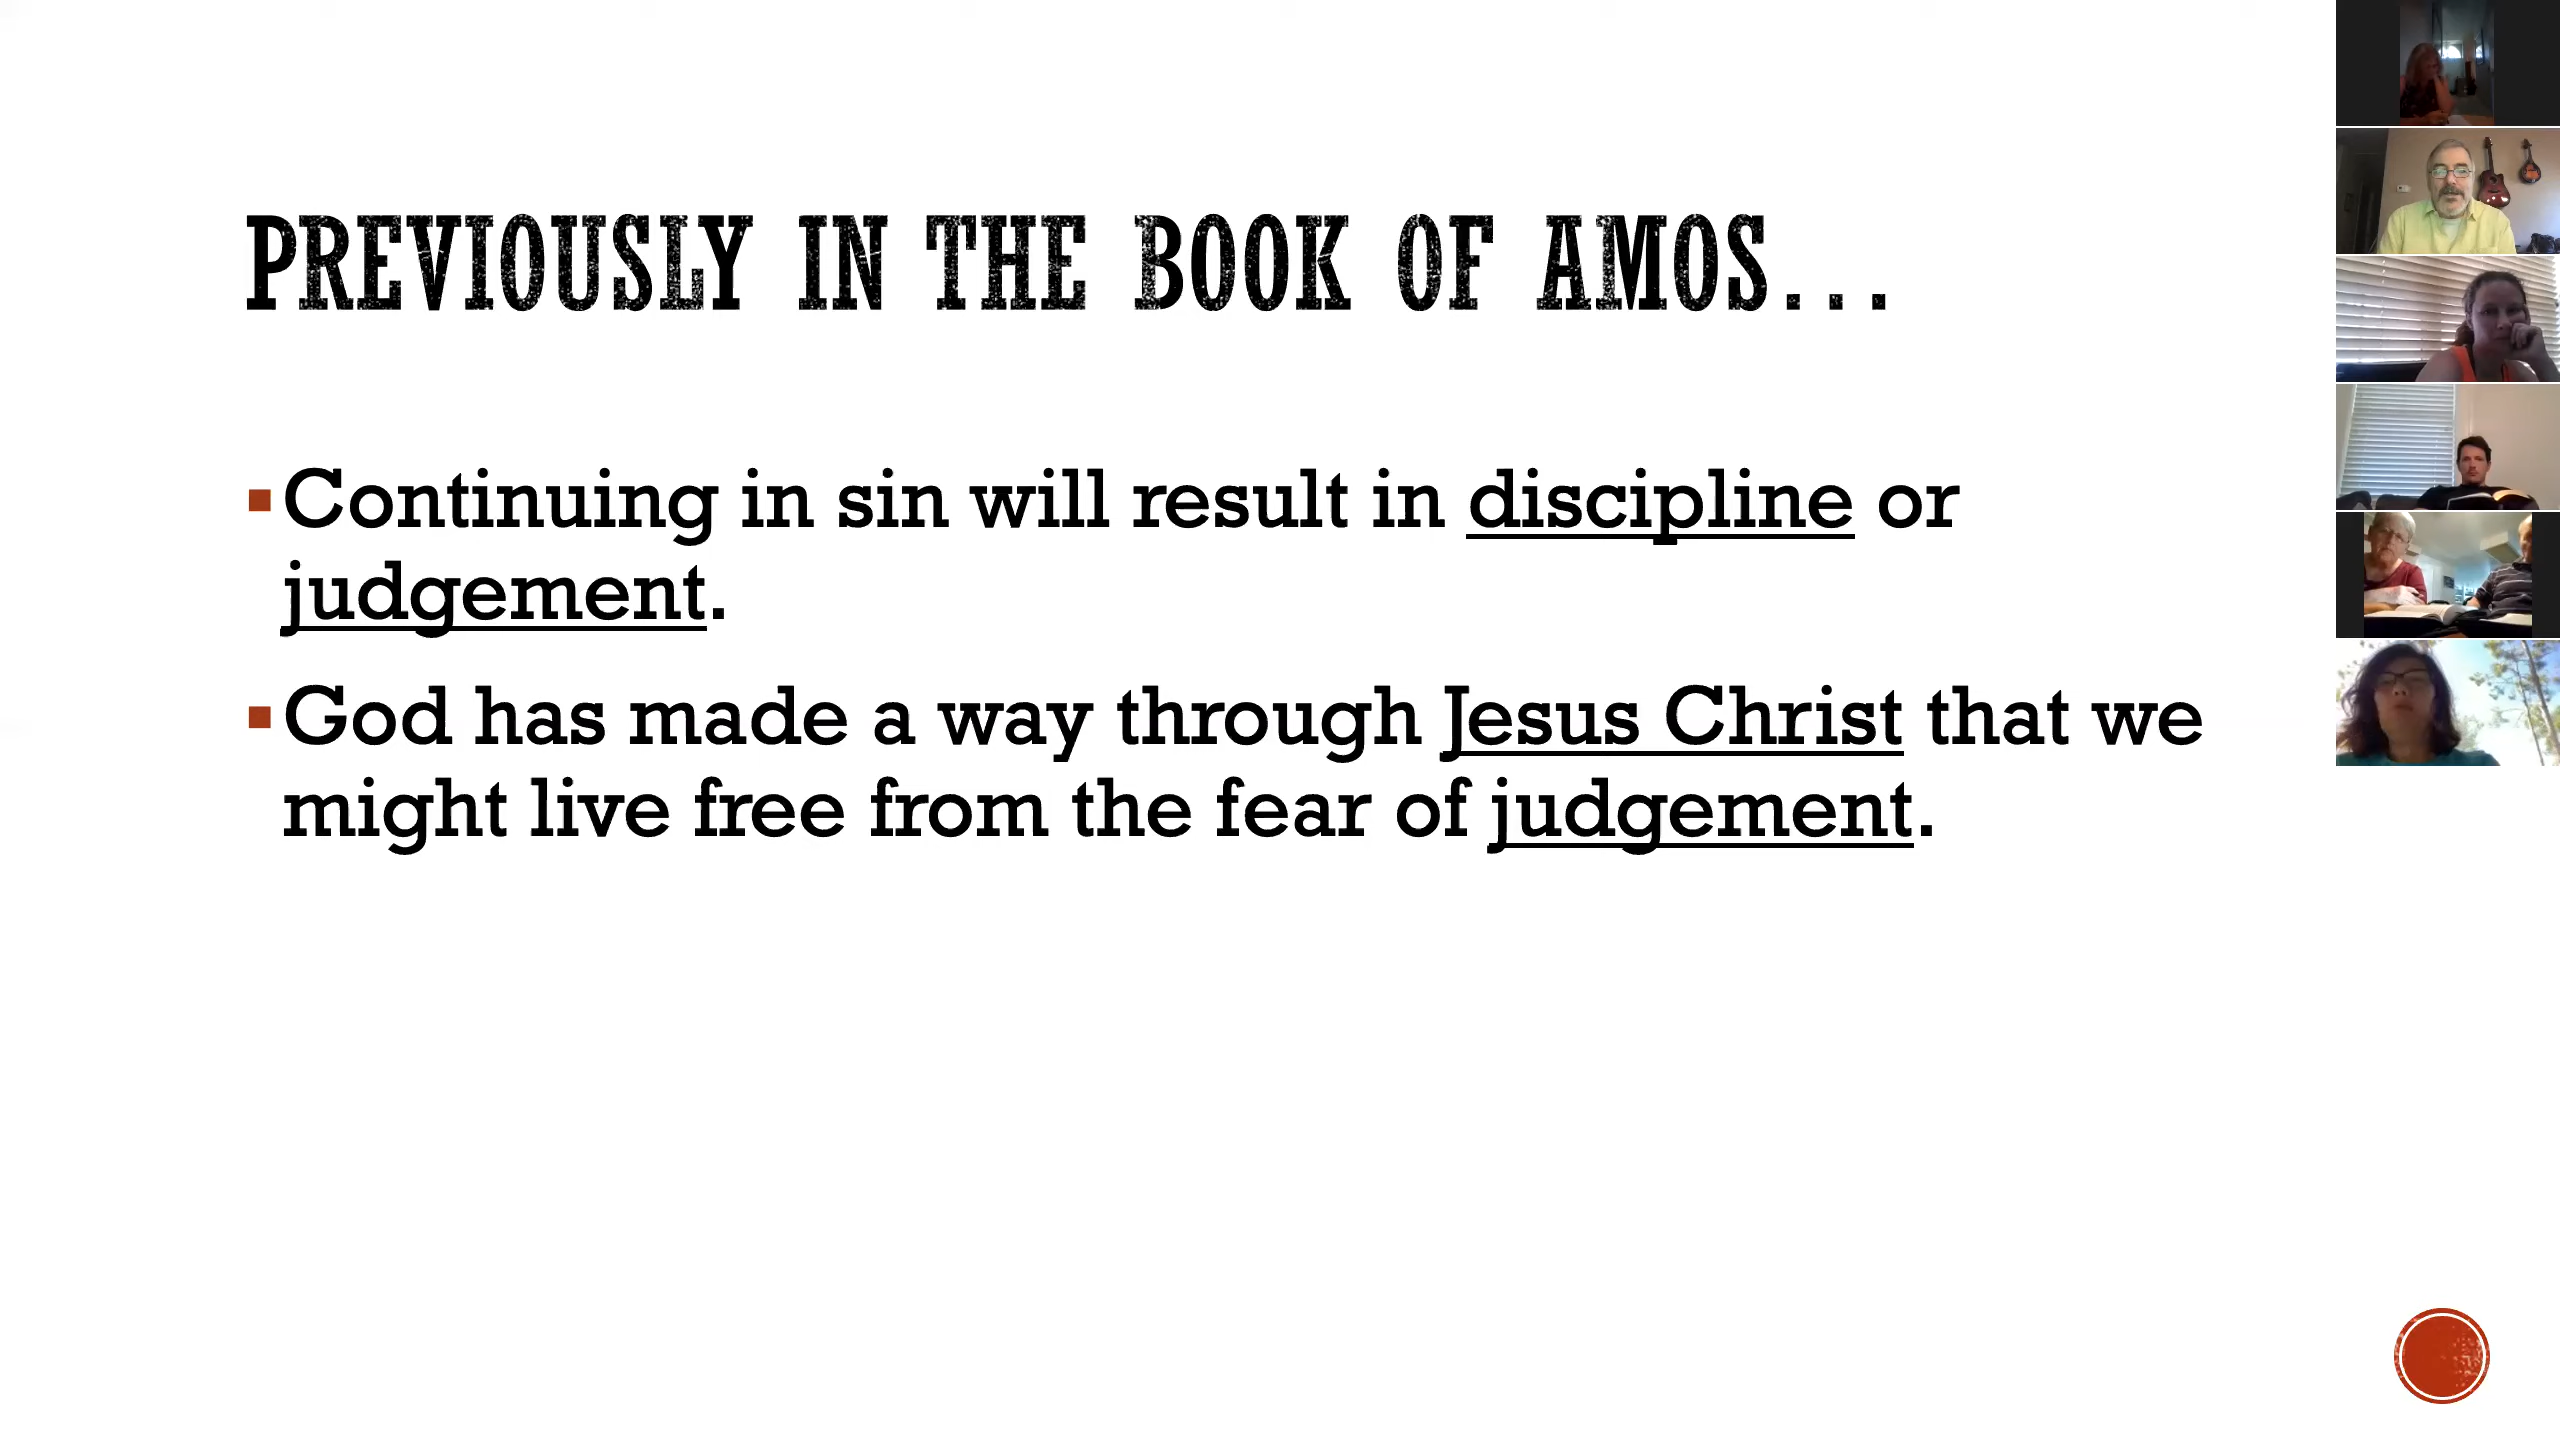 PREVIOUSLY IN THE BOOK OF AMOS...
Continuing in sin will result in discipline or
judgement.
God has made a way through Jesus Christ that we
might live free from the fear of judgement.